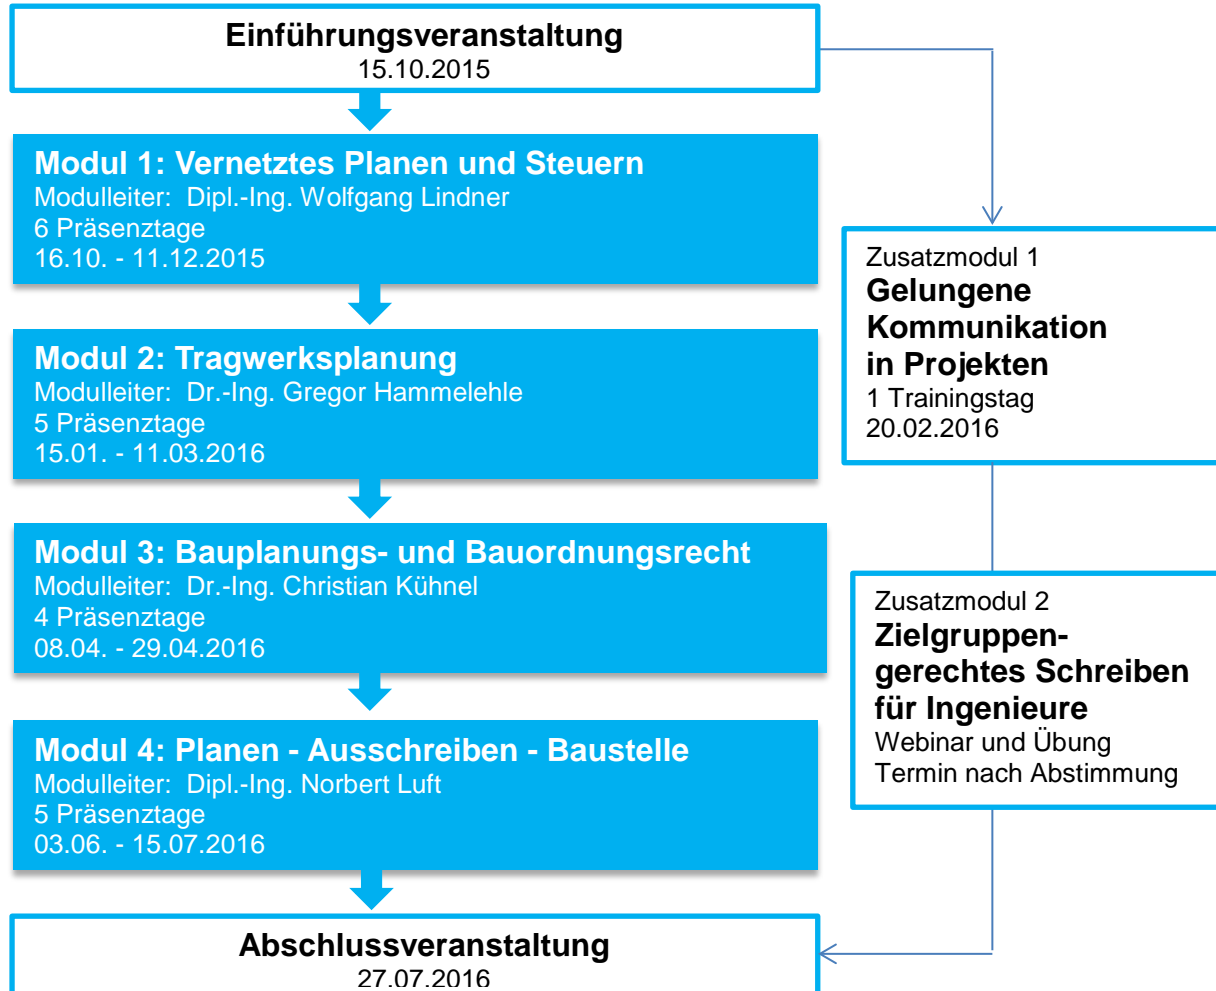 Einführungsveranstaltung
15.10.2015
Modul 1: Vernetztes Planen und Steuern
Modulleiter:  Dipl.-Ing. Wolfgang Lindner
6 Präsenztage
16.10. - 11.12.2015
Modul 2: Tragwerksplanung
Modulleiter:  Dr.-Ing. Gregor Hammelehle
5 Präsenztage
15.01. - 11.03.2016
Modul 3: Bauplanungs- und Bauordnungsrecht
Modulleiter:  Dr.-Ing. Christian Kühnel
4 Präsenztage
08.04. - 29.04.2016
Modul 4: Planen - Ausschreiben - Baustelle
Modulleiter:  Dipl.-Ing. Norbert Luft
5 Präsenztage
03.06. - 15.07.2016
Abschlussveranstaltung
27.07.2016
Zusatzmodul 1
Gelungene
Kommunikation
in Projekten
1 Trainingstag
20.02.2016
Zusatzmodul 2
Zielgruppen-
gerechtes Schreiben
für Ingenieure
Webinar und Übung
Termin nach Abstimmung